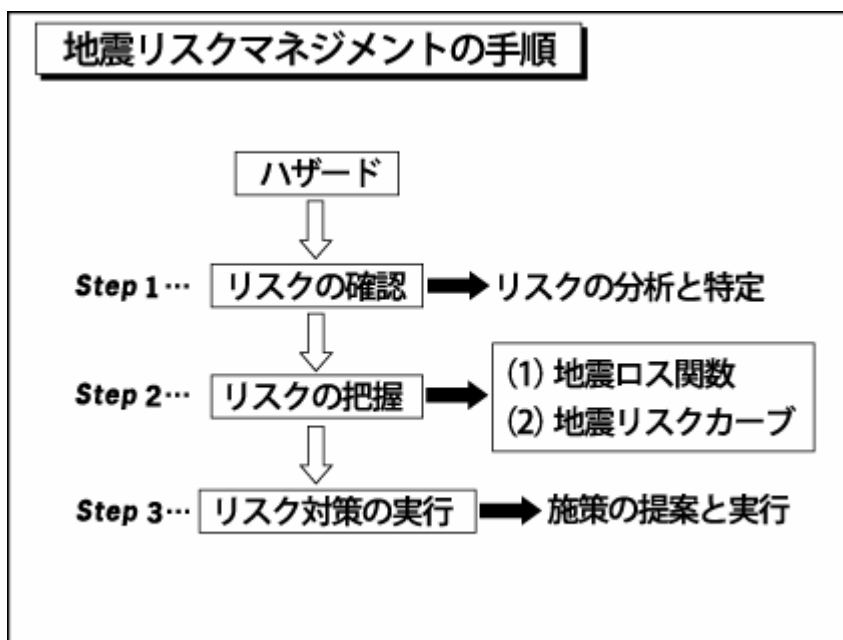 地震リスクマネジメントの手順
ハザード
Step 1… リスクの確認 リスクの分析と特定
Step 2… リスクの把握 (1) 地震ロス関数
(2) 地震リスクカーブ
Step 3… リスク対策の実行 施策の提案と実行